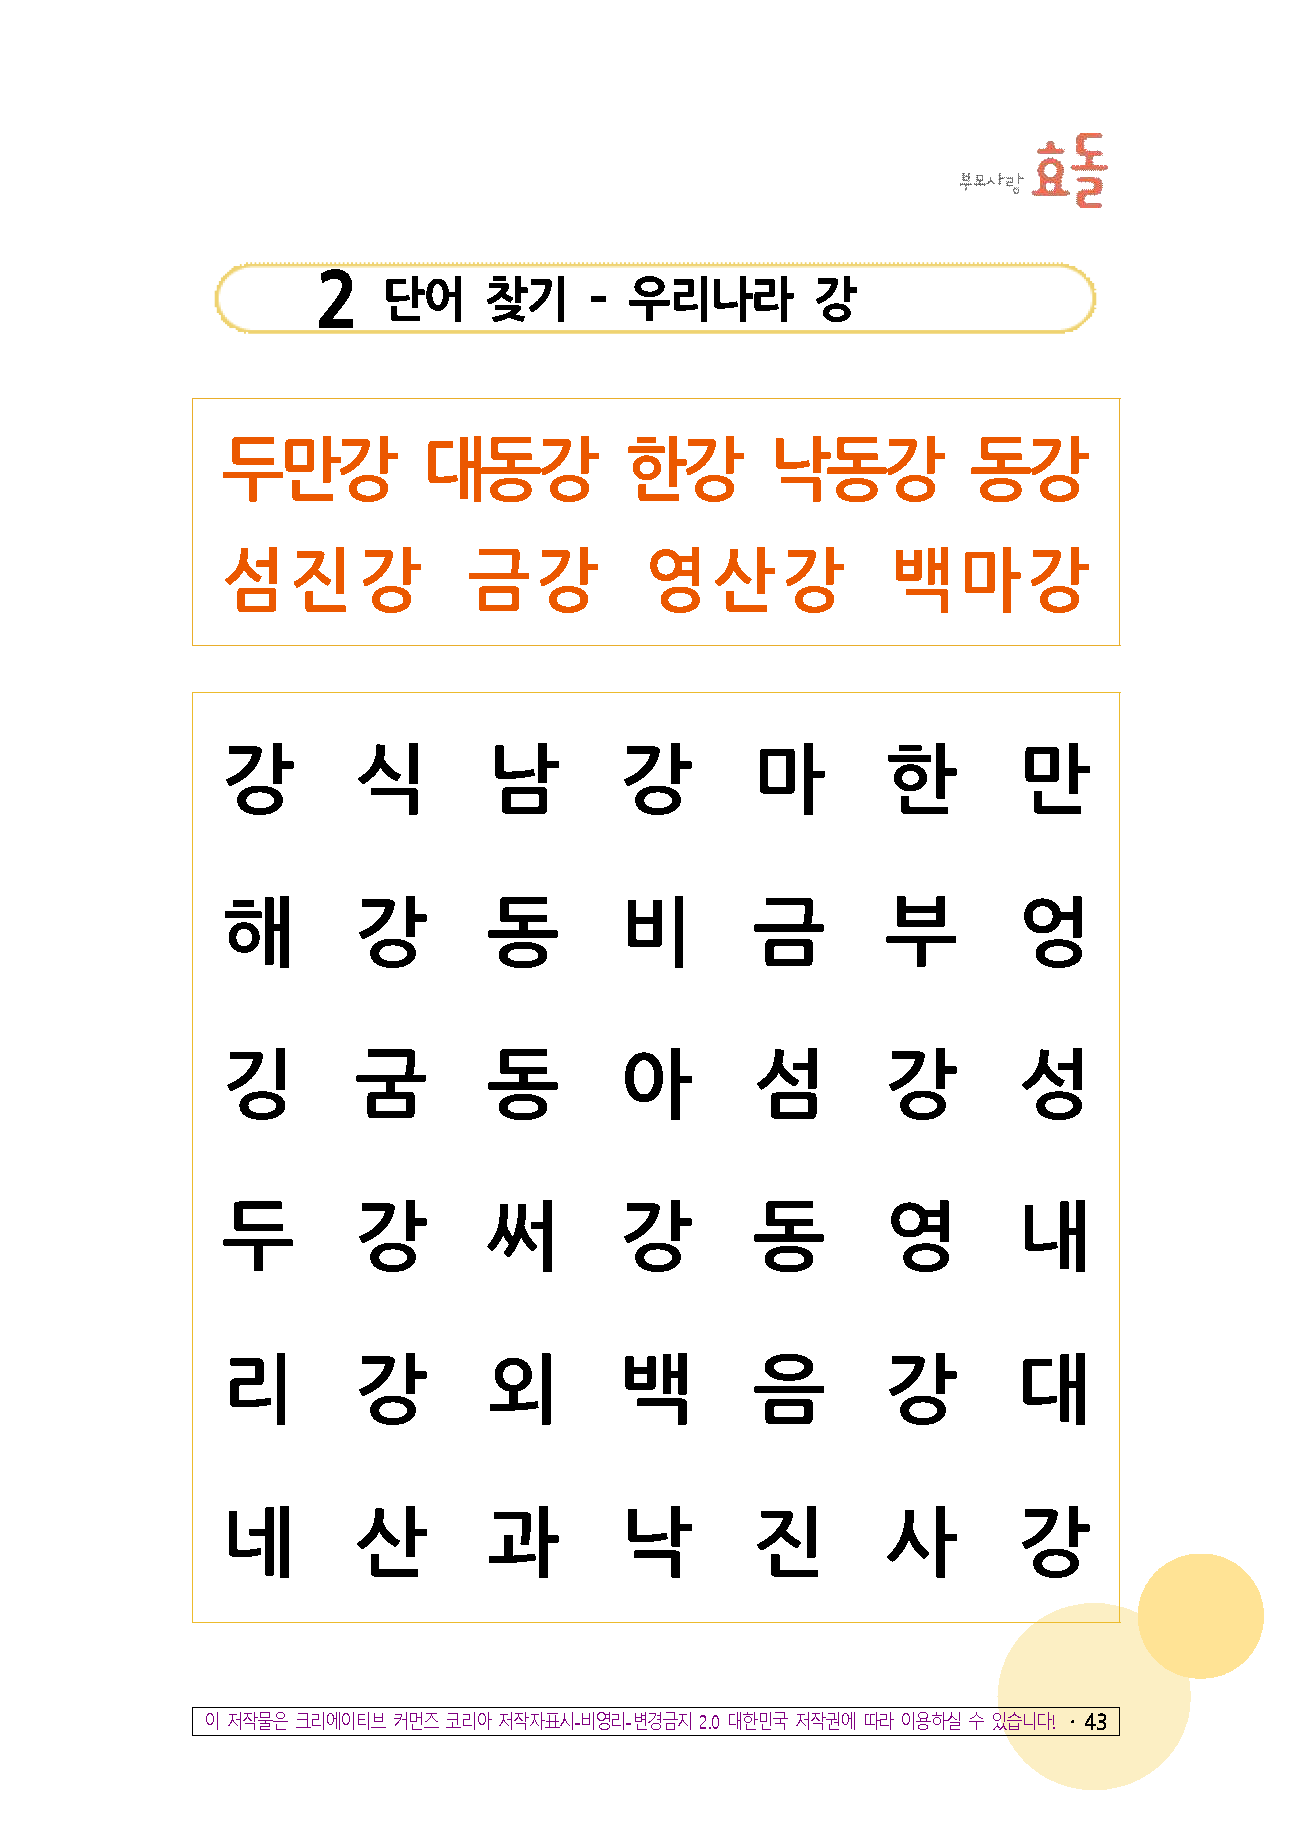 부모사랑 효돌
2 단어 찾기 - 우리나라 강
두만강 대동강 한강 낙동강 동강
섬진강 금강 영산강 백마강
강 식 남 강 마 한 만
해 강 동 비 금 부 엉
깅 굼 동 아 섬 강 성
두 강 써 강 동 영 내
리 강 외 백 음 강 대
네 산 과 낙 진 사 강
이 저작물은 크리에이티브 커먼즈 코리아 저작자표시-비영리-변경금지 2.0 대한민국 저작권에 따라 이용하실 수 있습니다! · 43